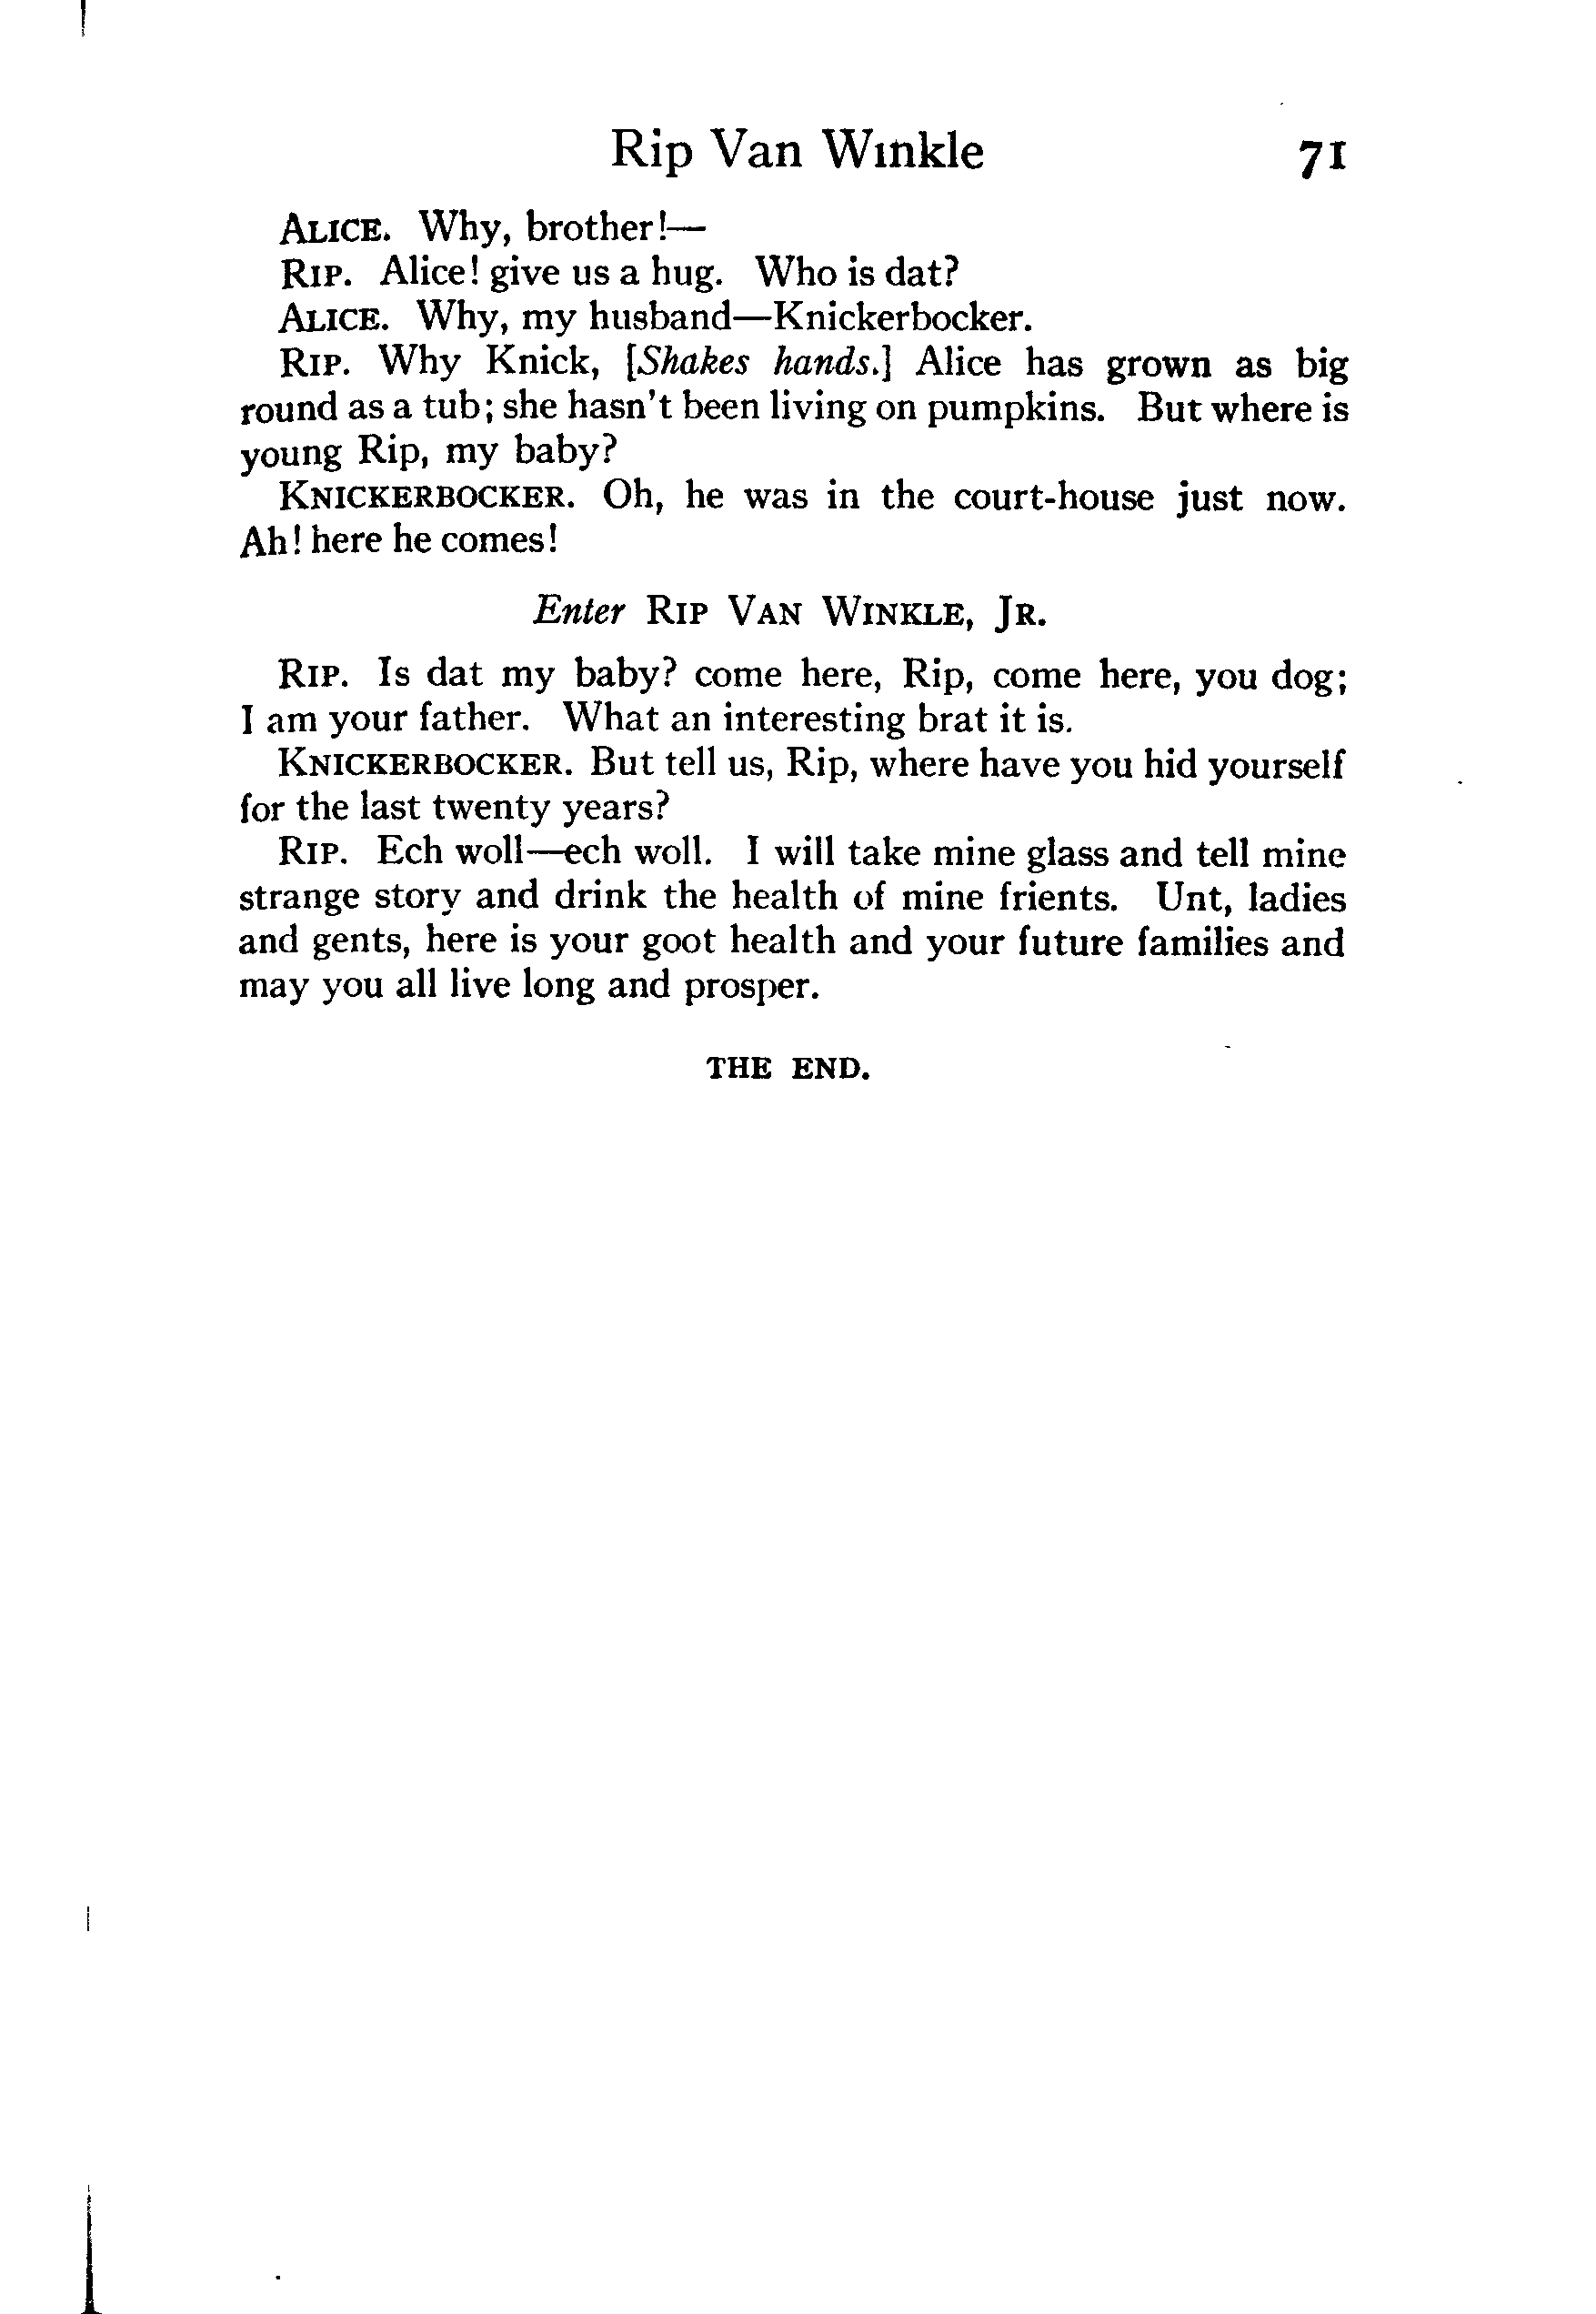 Rip Van Winkle 71
ALICE. Why, brother!—
RIP. Alice! give us a hug. Who is dat?
ALICE. Why, my husband—Knickerbocker.
RIP. Why Knick, [Shakes hands.] Alice has grown as big
round as a tub; she hasn't been living on pumpkins. But where is
young Rip, my baby?
KNICKERBOCKER. Oh, he was in the court-house just now.
Ah! here he comes!
Enter RIP VAN WINKLE, JR.
RIP. Is dat my baby? come here, Rip, come here, you dog;
I am your father. What an interesting brat it is.
KNICKERBOCKER. But tell us, Rip, where have you hid yourself
for the last twenty years?
RIP. Ech woll—ech woll. I will take mine glass and tell mine
strange story and drink the health of mine frients. Unt, ladies
and gents, here is your goot health and your future families and
may you all live long and prosper.
THE END.